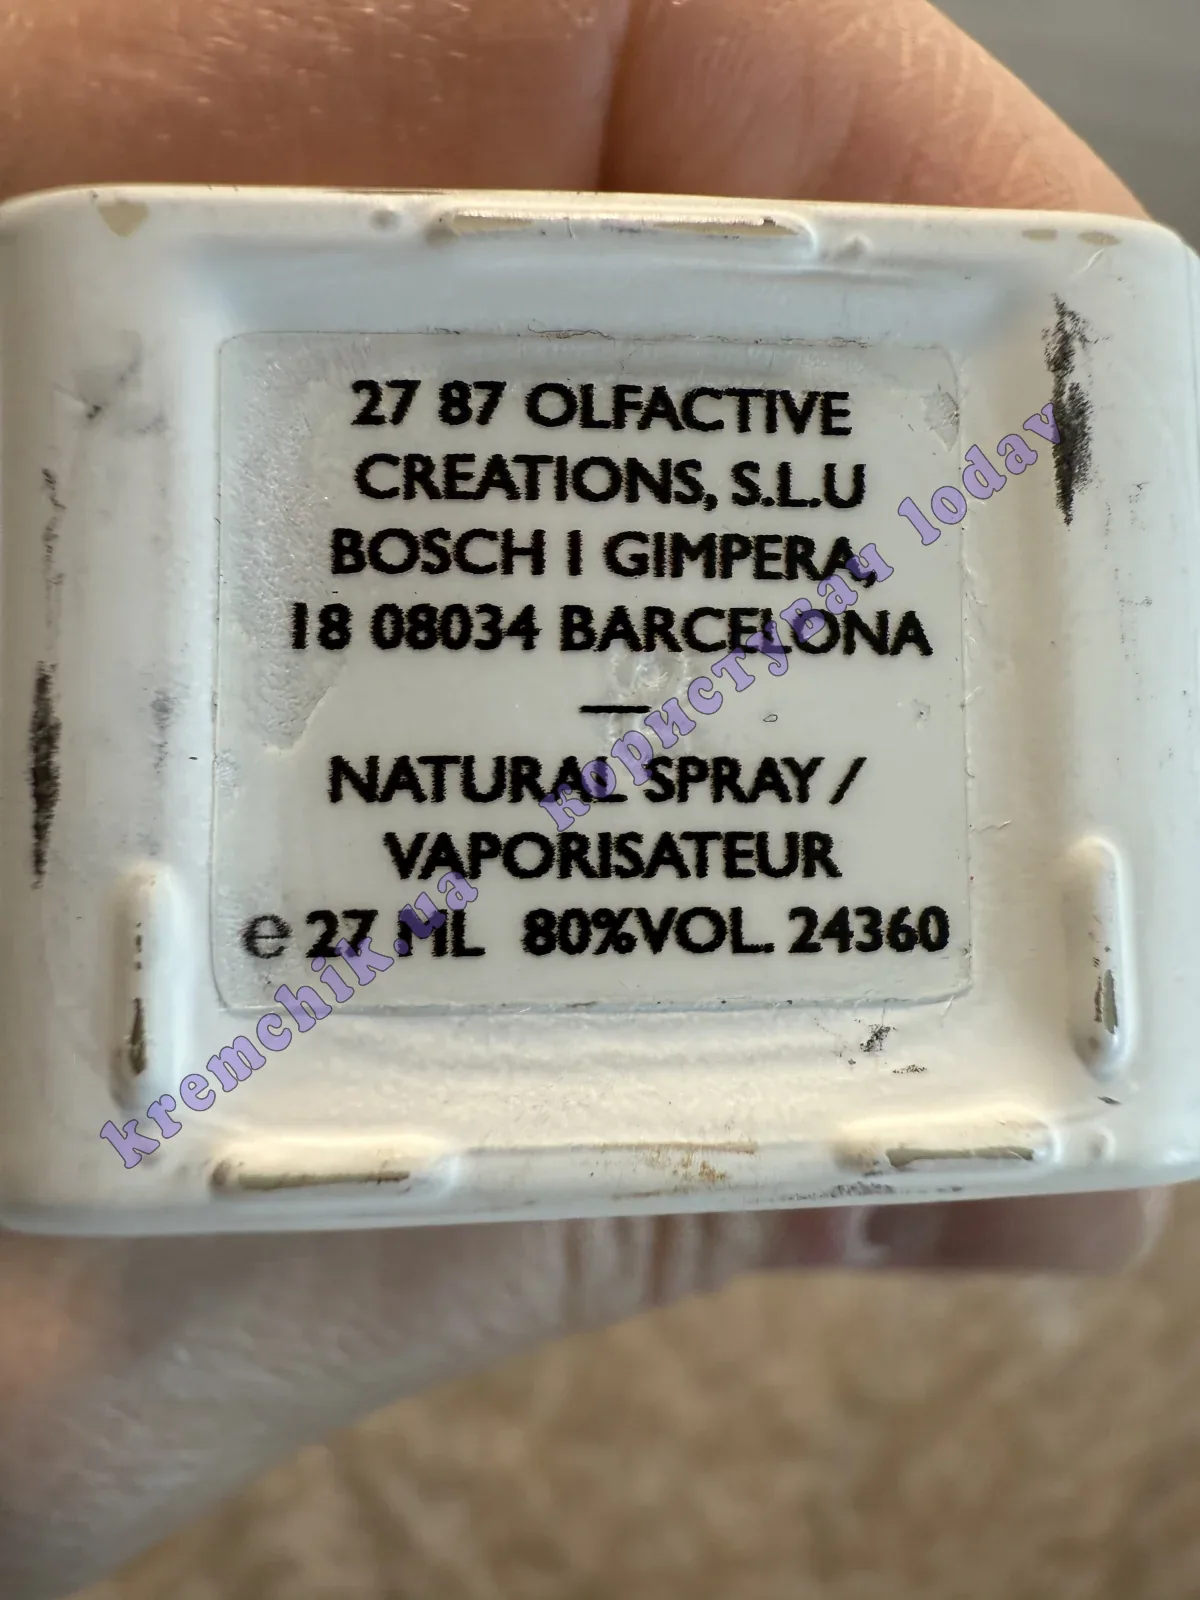 27 87 OLFACTIVE
CREATIONS, S.L.U
BOSCH I GIMPERA,
18 08034 BARCELONA
—
NATURAL SPRAY /
VAPORISATEUR
e 27 ML 80%VOL. 24360
kremchik.ua користувач lodav